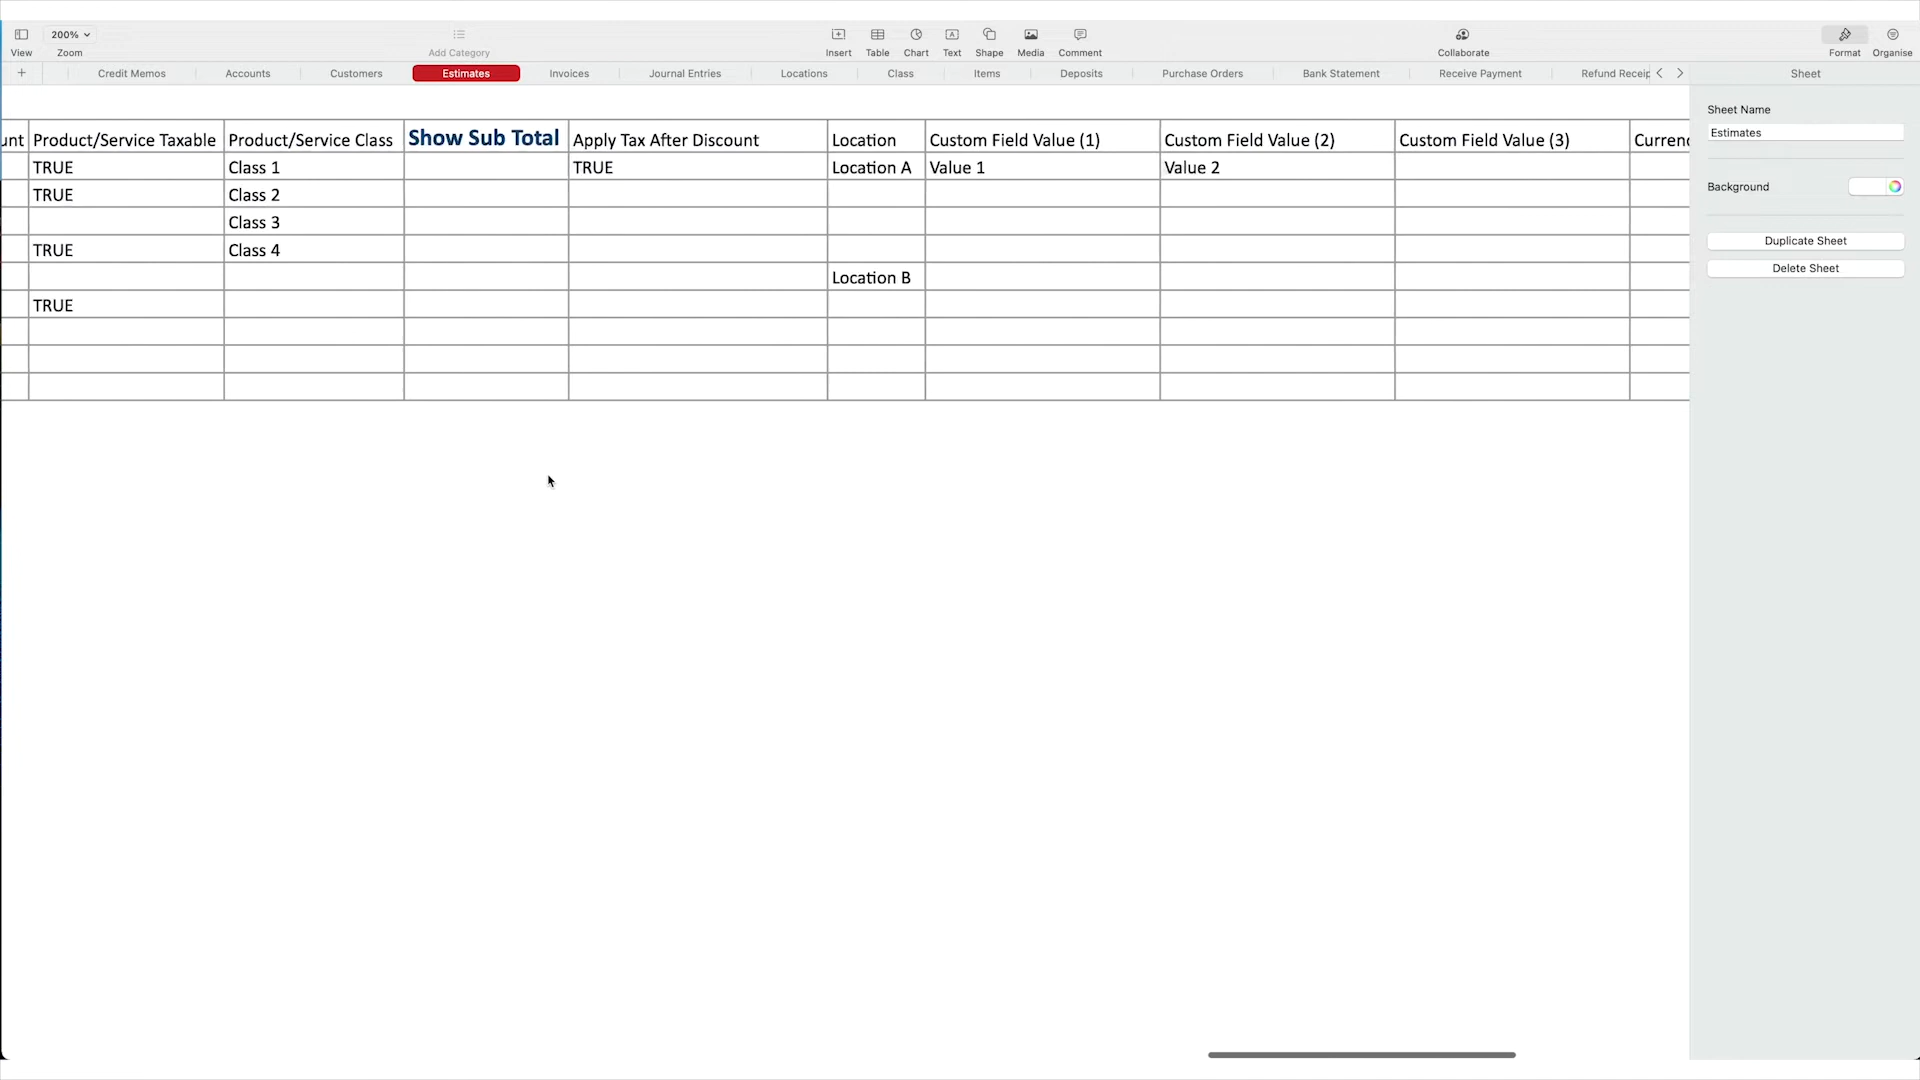 200%
View Zoom Add Category Insert Table Chart Text Shape Media Comment Collaborate Format Organise
Credit Memos Accounts Customers Estimates Invoices Journal Entries Locations Class Items Deposits Purchase Orders Bank Statement Receive Payment Refund Receip Sheet
Sheet Name
Estimates
Background
Duplicate Sheet
Delete Sheet
unt Product/Service Taxable Product/Service Class Show Sub Total Apply Tax After Discount Location Custom Field Value (1) Custom Field Value (2) Custom Field Value (3) Currenc
TRUE Class 1 TRUE Location A Value 1 Value 2
TRUE Class 2
Class 3
TRUE Class 4
Location B
TRUE